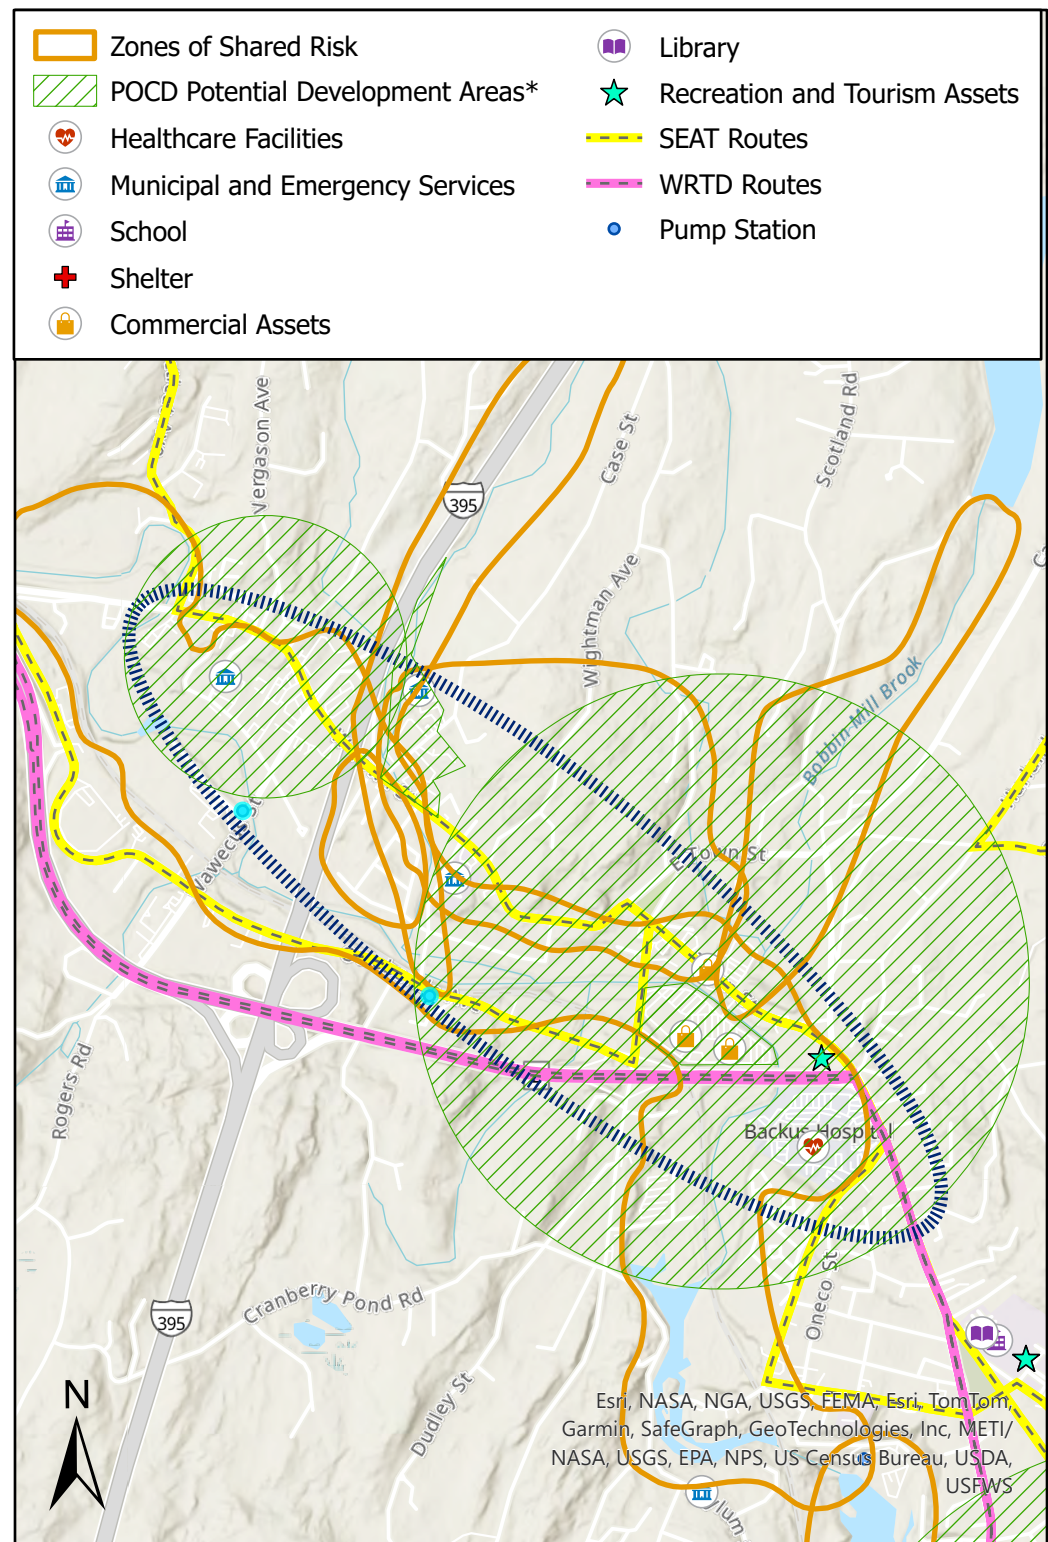 Zones of Shared Risk
POCD Potential Development Areas*
Healthcare Facilities
Municipal and Emergency Services
School
Shelter
Commercial Assets
Library
Recreation and Tourism Assets
SEAT Routes
WRTD Routes
Pump Station
Vergason Ave
395
Case St
Scotland Rd
Wightman Ave
Bobbin Mill Brook
Town St
Backus Hospital
Rogers Rd
Cranberry Pond Rd
395
Oneco St
Dudley St
N
Esri, NASA, NGA, USGS, FEMA, Esri, TomTom,
Garmin, SafeGraph, GeoTechnologies, Inc, METI/
NASA, USGS, EPA, NPS, US Census Bureau, USDA,
USFWS